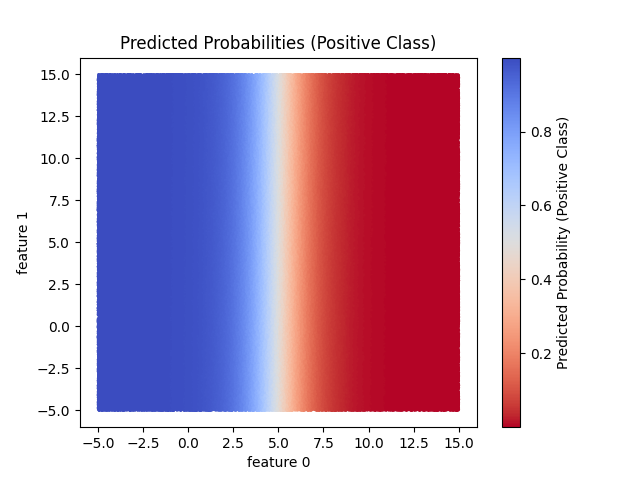 Predicted Probabilities (Positive Class)
15.0
12.5
10.0
7.5
5.0
2.5
0.0
−2.5
−5.0
feature 1
−5.0 −2.5 0.0 2.5 5.0 7.5 10.0 12.5 15.0
feature 0
0.8
0.6
0.4
0.2
Predicted Probability (Positive Class)